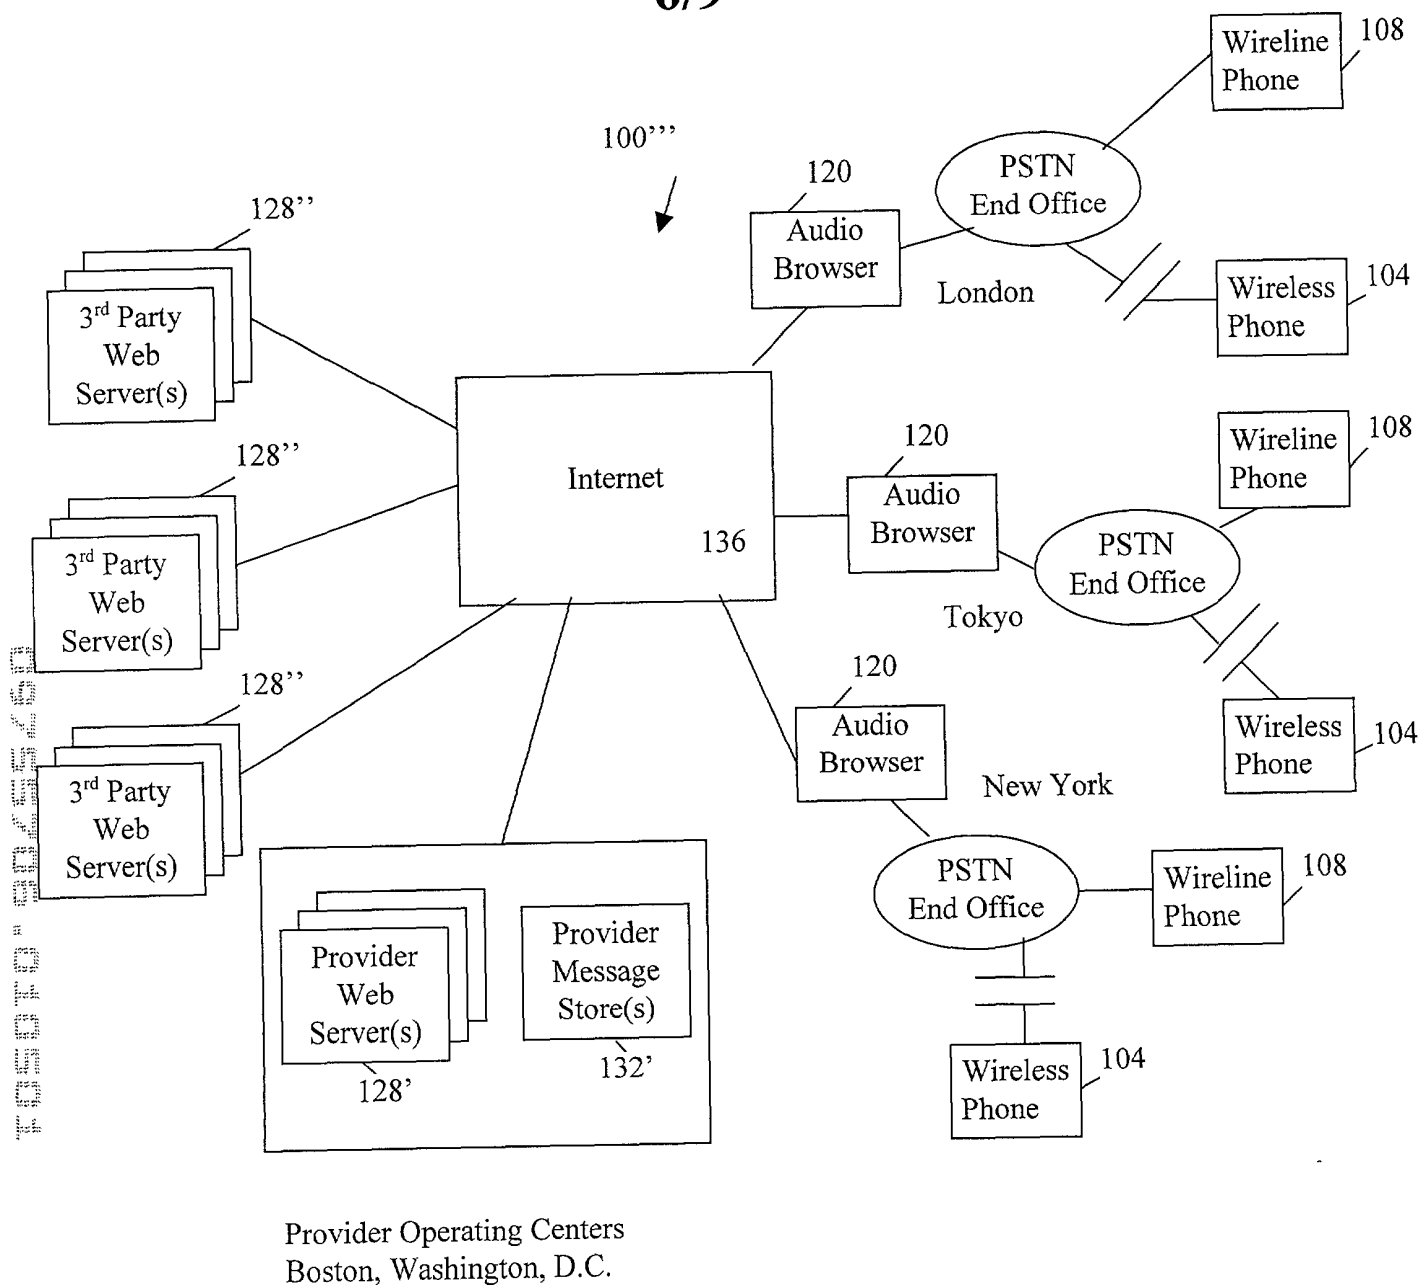 100’’’
Wireline
Phone
108
PSTN
End Office
120
Audio
Browser
London
Wireless
Phone
104
128’’
3rd Party
Web
Server(s)
128’’
3rd Party
Web
Server(s)
128’’
3rd Party
Web
Server(s)
Internet
136
120
Audio
Browser
Tokyo
PSTN
End Office
Wireline
Phone
108
Wireless
Phone
104
120
Audio
Browser
New York
PSTN
End Office
Wireline
Phone
108
Wireless
Phone
104
Provider
Web
Server(s)
128'
Provider
Message
Store(s)
132'
Provider Operating Centers
Boston, Washington, D.C.